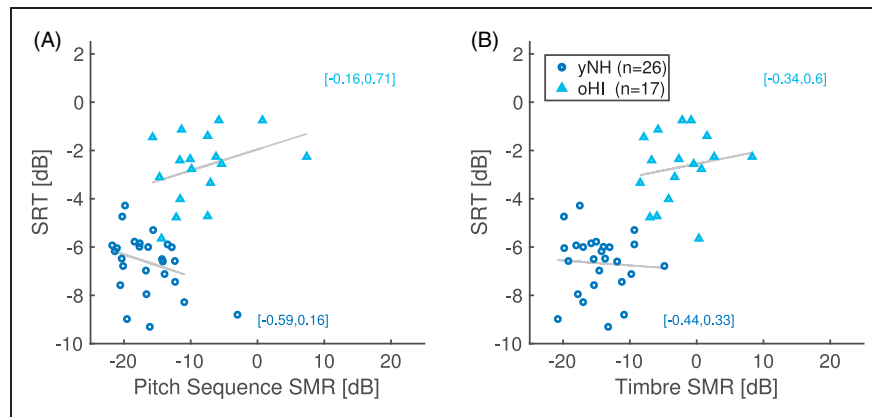 (A)
SRT [dB]
2
0
-2
-4
-6
-8
-10
[-0.16,0.71]
[-0.59,0.16]
-20 -10 0 10 20
Pitch Sequence SMR [dB]
(B)
SRT [dB]
2
0
-2
-4
-6
-8
-10
yNH (n=26)
oHI (n=17)
[-0.34,0.6]
[-0.44,0.33]
-20 -10 0 10 20
Timbre SMR [dB]